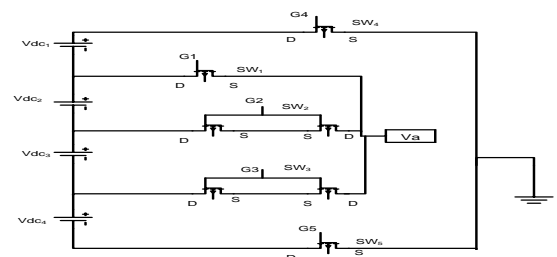 G4
SW₄
D S
Vdc₁
G1
SW₁
D S
Vdc₂
G2
SW₂
D S S D
Va
Vdc₃
G3
SW₃
D S S D
Vdc₄
G5
SW₅
D S